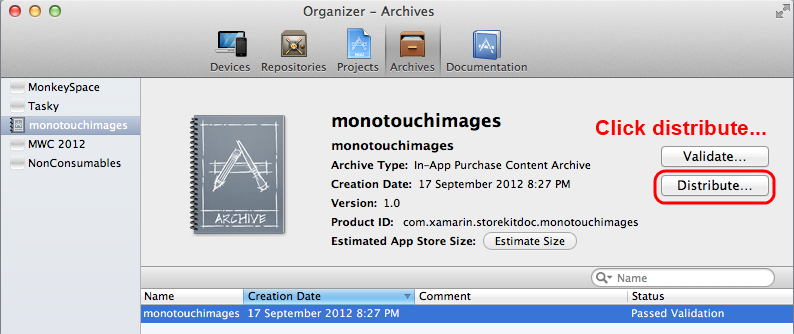 Organizer – Archives
Devices Repositories Projects Archives Documentation
MonkeySpace
Tasky
monotouchimages
MWC 2012
NonConsumables
ARCHIVE
monotouchimages
Click distribute...
monotouchimages
Validate...
Archive Type: In-App Purchase Content Archive
Creation Date: 17 September 2012 8:27 PM
Distribute...
Version: 1.0
Product ID: com.xamarin.storekitdoc.monotouchimages
Estimated App Store Size: Estimate Size
Name
Name Creation Date Comment Status
monotouchimages 17 September 2012 8:27 PM Passed Validation